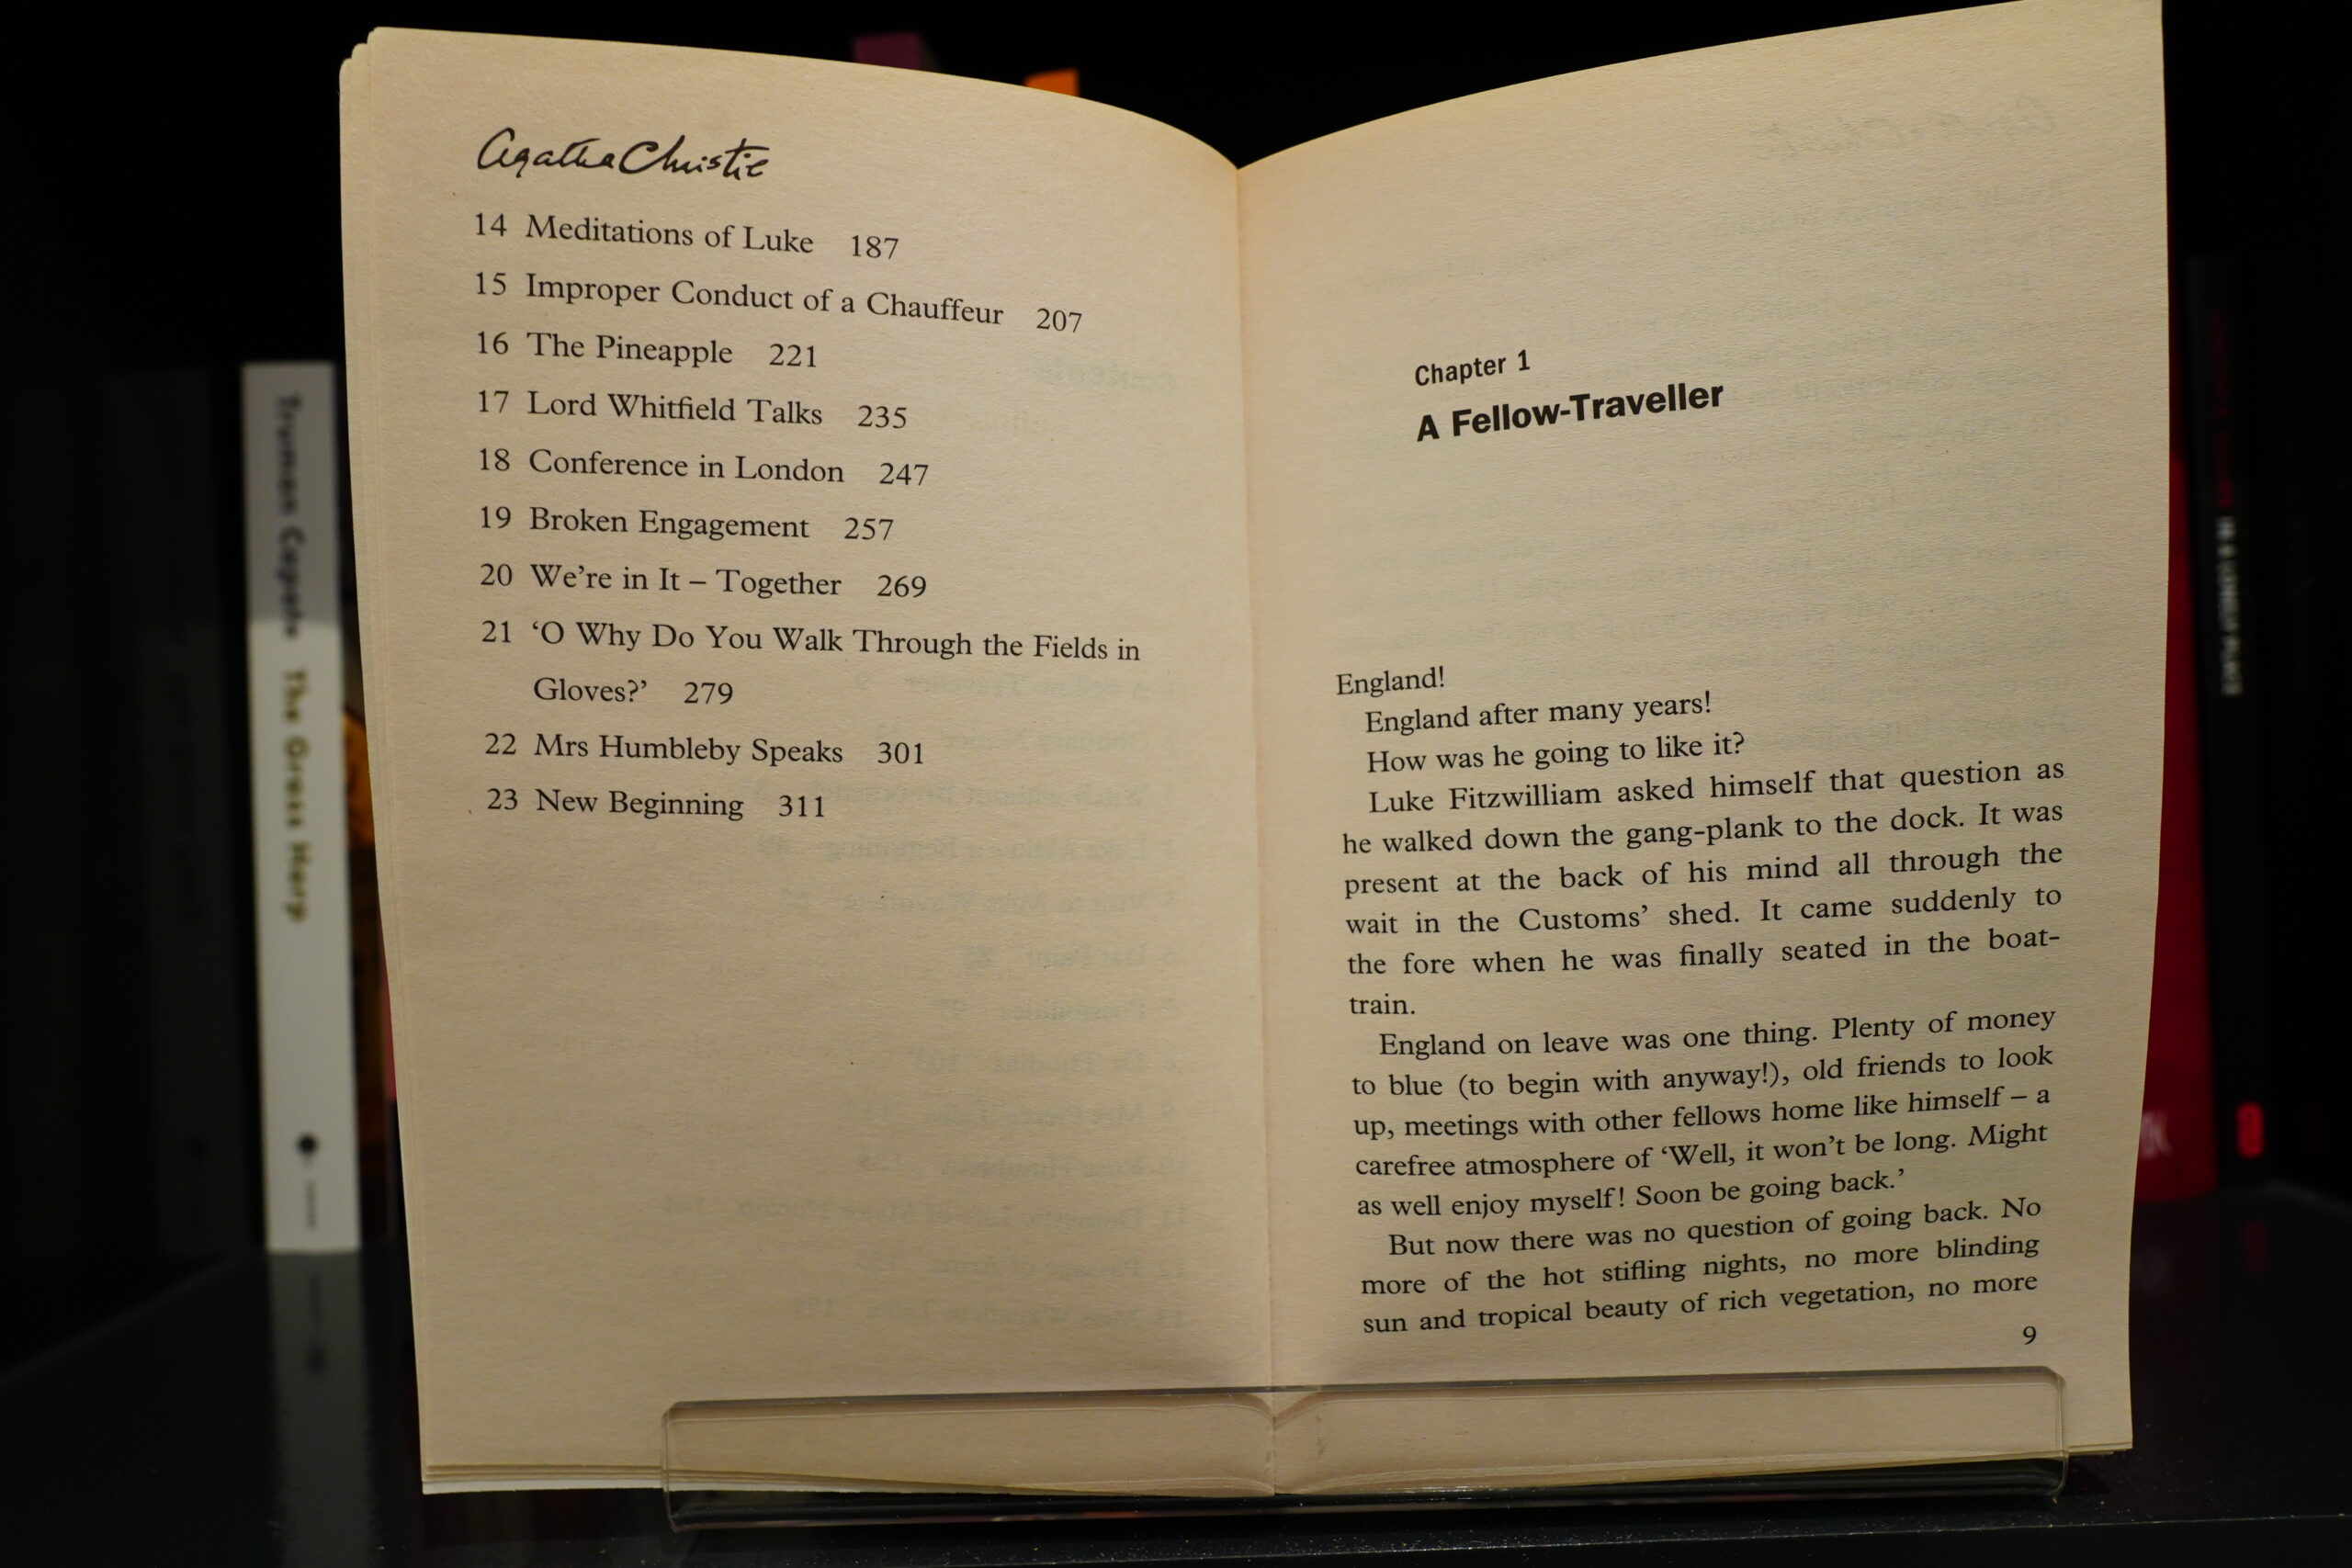 Agatha Christie
14 Meditations of Luke 187
15 Improper Conduct of a Chauffeur 207
16 The Pineapple 221
17 Lord Whitfield Talks 235
18 Conference in London 247
19 Broken Engagement 257
20 We're in It – Together 269
21 ‘O Why Do You Walk Through the Fields in
Gloves?’ 279
22 Mrs Humbleby Speaks 301
23 New Beginning 311
Chapter 1
A Fellow-Traveller
England!
England after many years!
How was he going to like it?
Luke Fitzwilliam asked himself that question as
he walked down the gang-plank to the dock. It was
present at the back of his mind all through the
wait in the Customs’ shed. It came suddenly to
the fore when he was finally seated in the boat-
train.
England on leave was one thing. Plenty of money
to blue (to begin with anyway!), old friends to look
up, meetings with other fellows home like himself – a
carefree atmosphere of ‘Well, it won’t be long. Might
as well enjoy myself! Soon be going back.’
But now there was no question of going back. No
more of the hot stifling nights, no more blinding
sun and tropical beauty of rich vegetation, no more
9
Truman Capote The Grass Harp